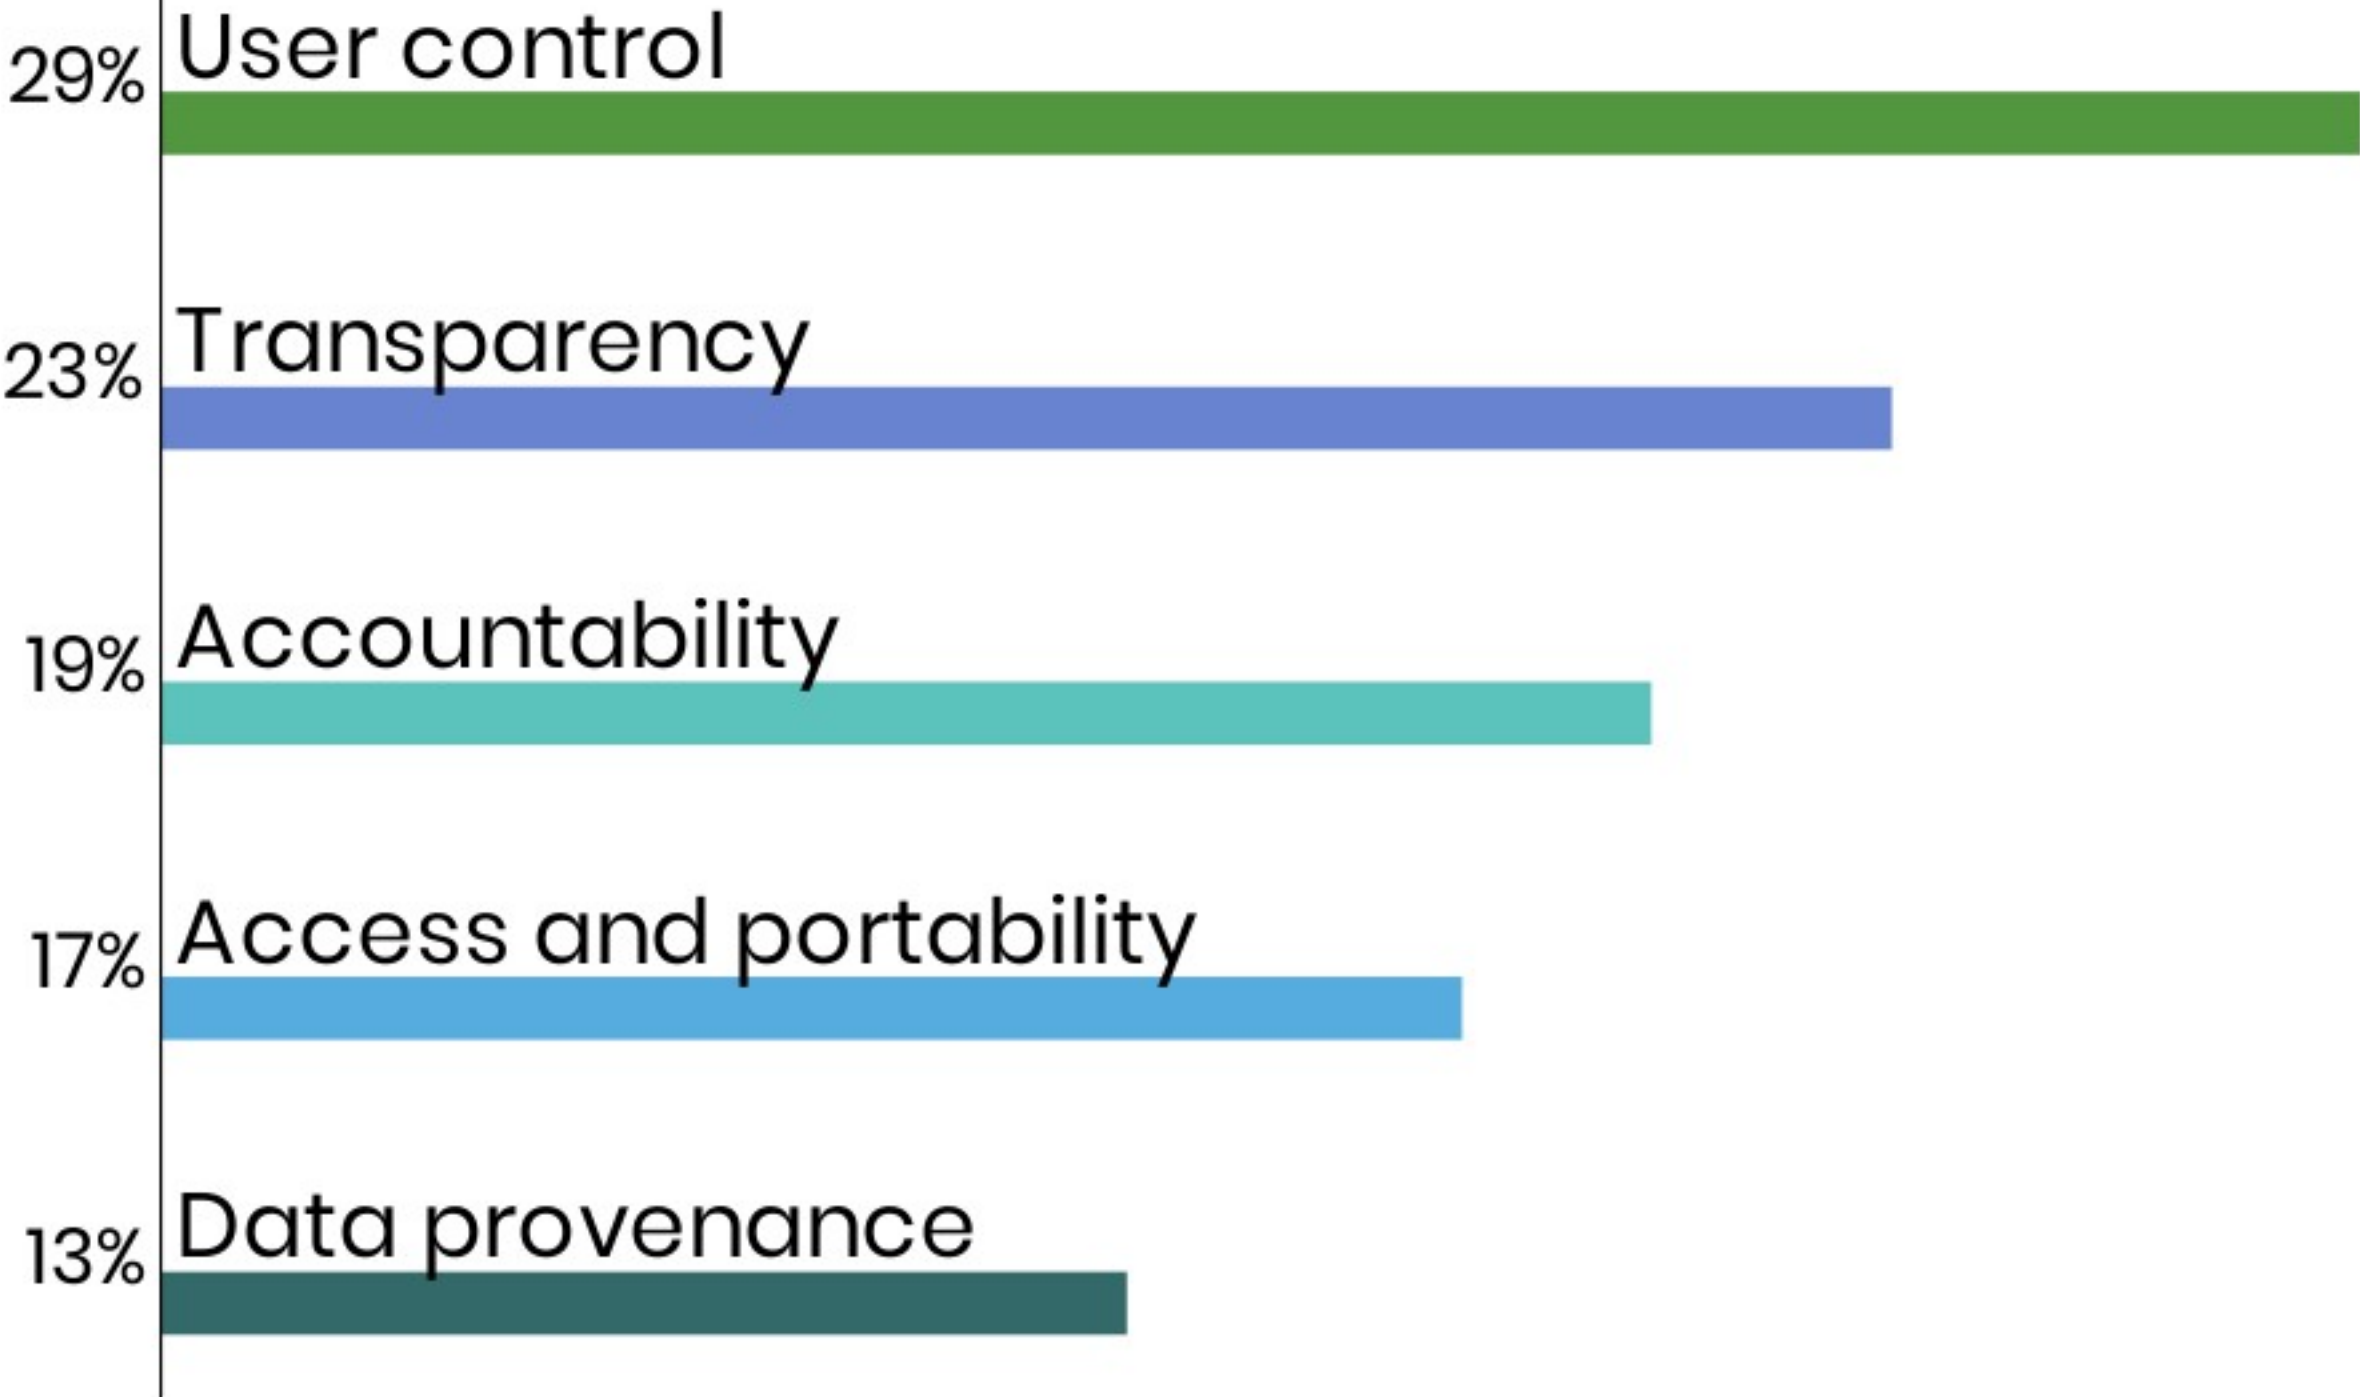 User control
29%
Transparency
23%
Accountability
19%
Access and portability
17%
Data provenance
13%